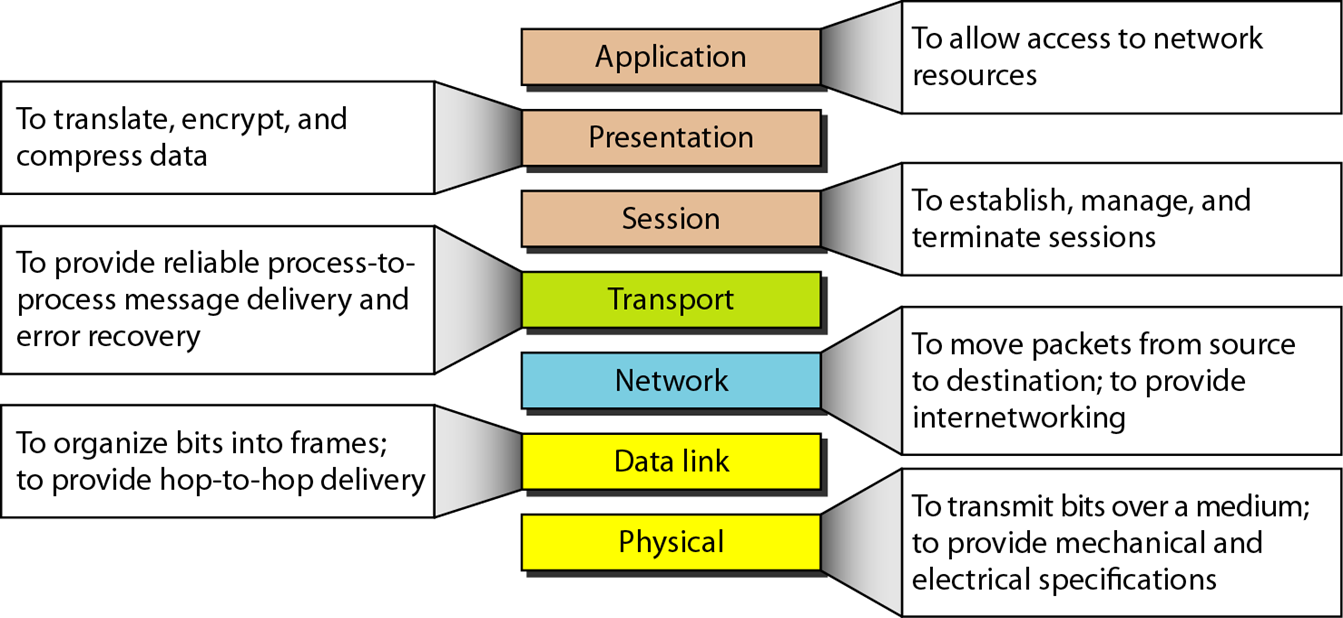 Application
To allow access to network
resources
To translate, encrypt, and
compress data
Presentation
Session
To establish, manage, and
terminate sessions
To provide reliable process-to-
process message delivery and
error recovery
Transport
Network
To move packets from source
to destination; to provide
internetworking
To organize bits into frames;
to provide hop-to-hop delivery
Data link
Physical
To transmit bits over a medium;
to provide mechanical and
electrical specifications